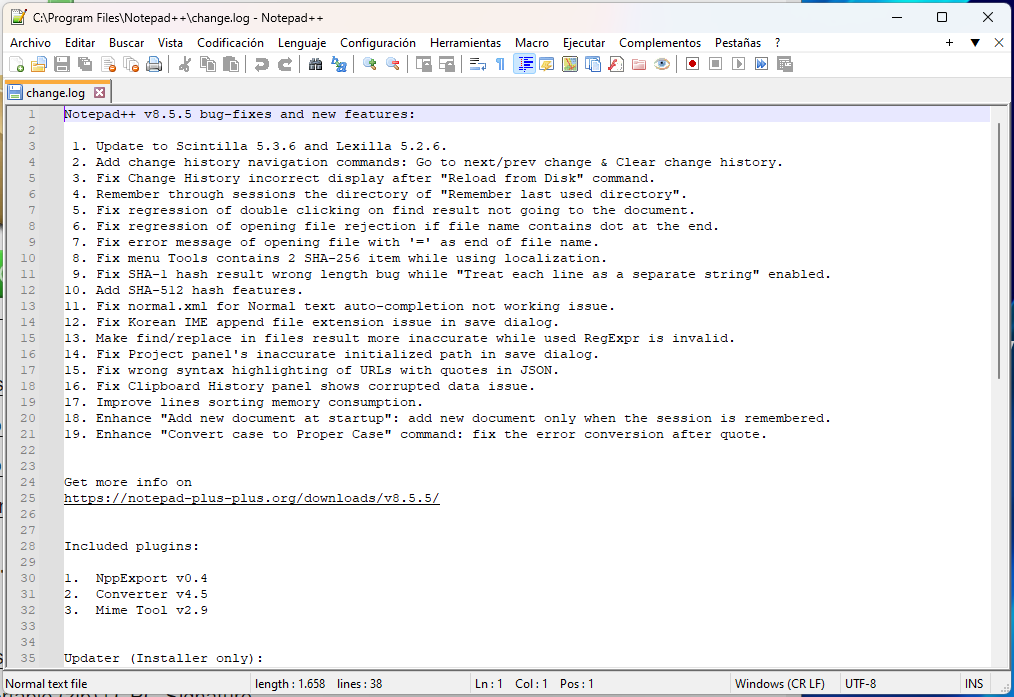 C:\Program Files\Notepad++\change.log - Notepad++
Archivo Editar Buscar Vista Codificación Lenguaje Configuración Herramientas Macro Ejecutar Complementos Pestañas ?
change.log
1 Notepad++ v8.5.5 bug-fixes and new features:
2
3 1. Update to Scintilla 5.3.6 and Lexilla 5.2.6.
4 2. Add change history navigation commands: Go to next/prev change & Clear change history.
5 3. Fix Change History incorrect display after "Reload from Disk" command.
6 4. Remember through sessions the directory of "Remember last used directory".
7 5. Fix regression of double clicking on find result not going to the document.
8 6. Fix regression of opening file rejection if file name contains dot at the end.
9 7. Fix error message of opening file with '=' as end of file name.
10 8. Fix menu Tools contains 2 SHA-256 item while using localization.
11 9. Fix SHA-1 hash result wrong length bug while "Treat each line as a separate string" enabled.
12 10. Add SHA-512 hash features.
13 11. Fix normal.xml for Normal text auto-completion not working issue.
14 12. Fix Korean IME append file extension issue in save dialog.
15 13. Make find/replace in files result more inaccurate while used RegExpr is invalid.
16 14. Fix Project panel's inaccurate initialized path in save dialog.
17 15. Fix wrong syntax highlighting of URLs with quotes in JSON.
18 16. Fix Clipboard History panel shows corrupted data issue.
19 17. Improve lines sorting memory consumption.
20 18. Enhance "Add new document at startup": add new document only when the session is remembered.
21 19. Enhance "Convert case to Proper Case" command: fix the error conversion after quote.
22
23
24 Get more info on
25 https://notepad-plus-plus.org/downloads/v8.5.5/
26
27
28 Included plugins:
29
30 1. NppExport v0.4
31 2. Converter v4.5
32 3. Mime Tool v2.9
33
34
35 Updater (Installer only):
Normal text file length : 1.658 lines : 38 Ln : 1 Col : 1 Pos : 1 Windows (CR LF) UTF-8 INS